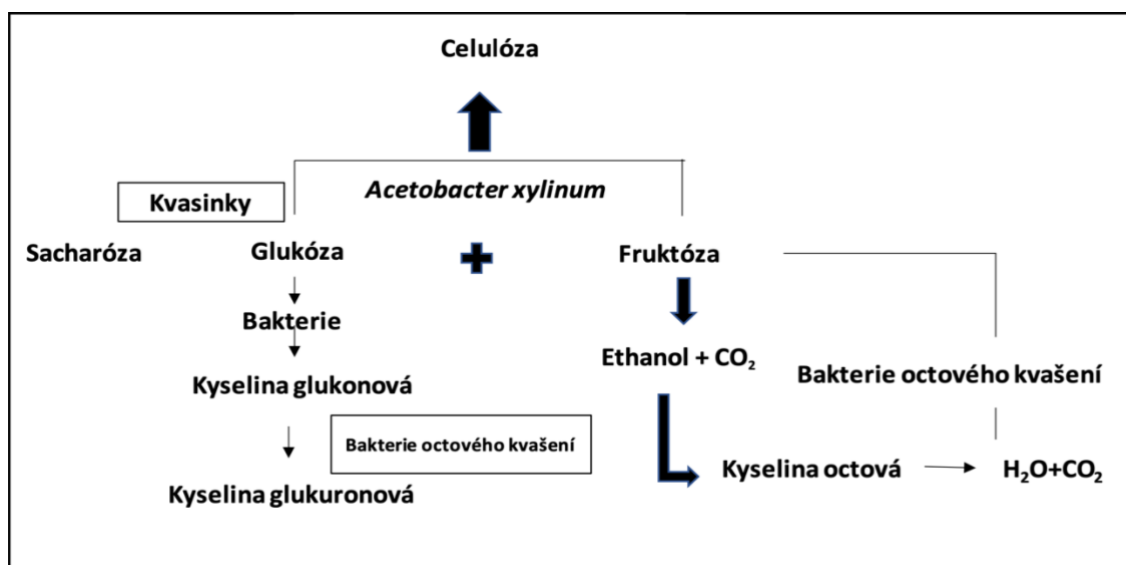 Celulóza
Acetobacter xylinum
Kvasinky
Sacharóza
Glukóza
Fruktóza
Bakterie
Ethanol + CO₂
Bakterie octového kvašení
Kyselina glukonová
Bakterie octového kvašení
Kyselina octová
H₂O+CO₂
Kyselina glukuronová